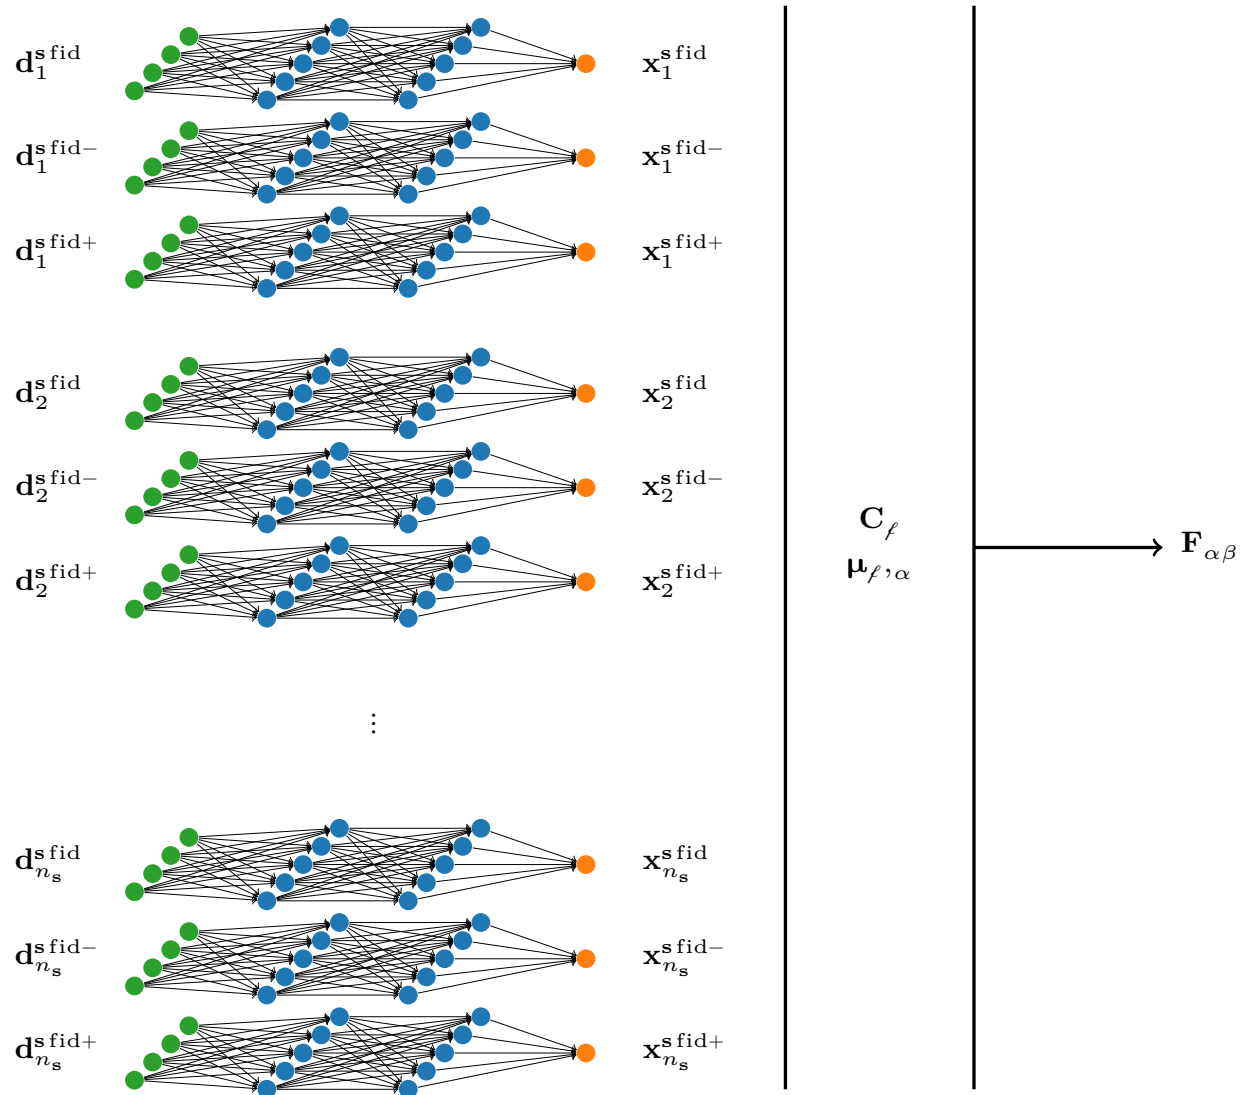 d₁^{s fid} x₁^{s fid}
d₁^{s fid−} x₁^{s fid−}
d₁^{s fid+} x₁^{s fid+}
d₂^{s fid} x₂^{s fid}
d₂^{s fid−} x₂^{s fid−}
C_𝒻
μ_𝒻,α
F_{αβ}
d₂^{s fid+} x₂^{s fid+}
⋮
d_{n_s}^{s fid} x_{n_s}^{s fid}
d_{n_s}^{s fid−} x_{n_s}^{s fid−}
d_{n_s}^{s fid+} x_{n_s}^{s fid+}